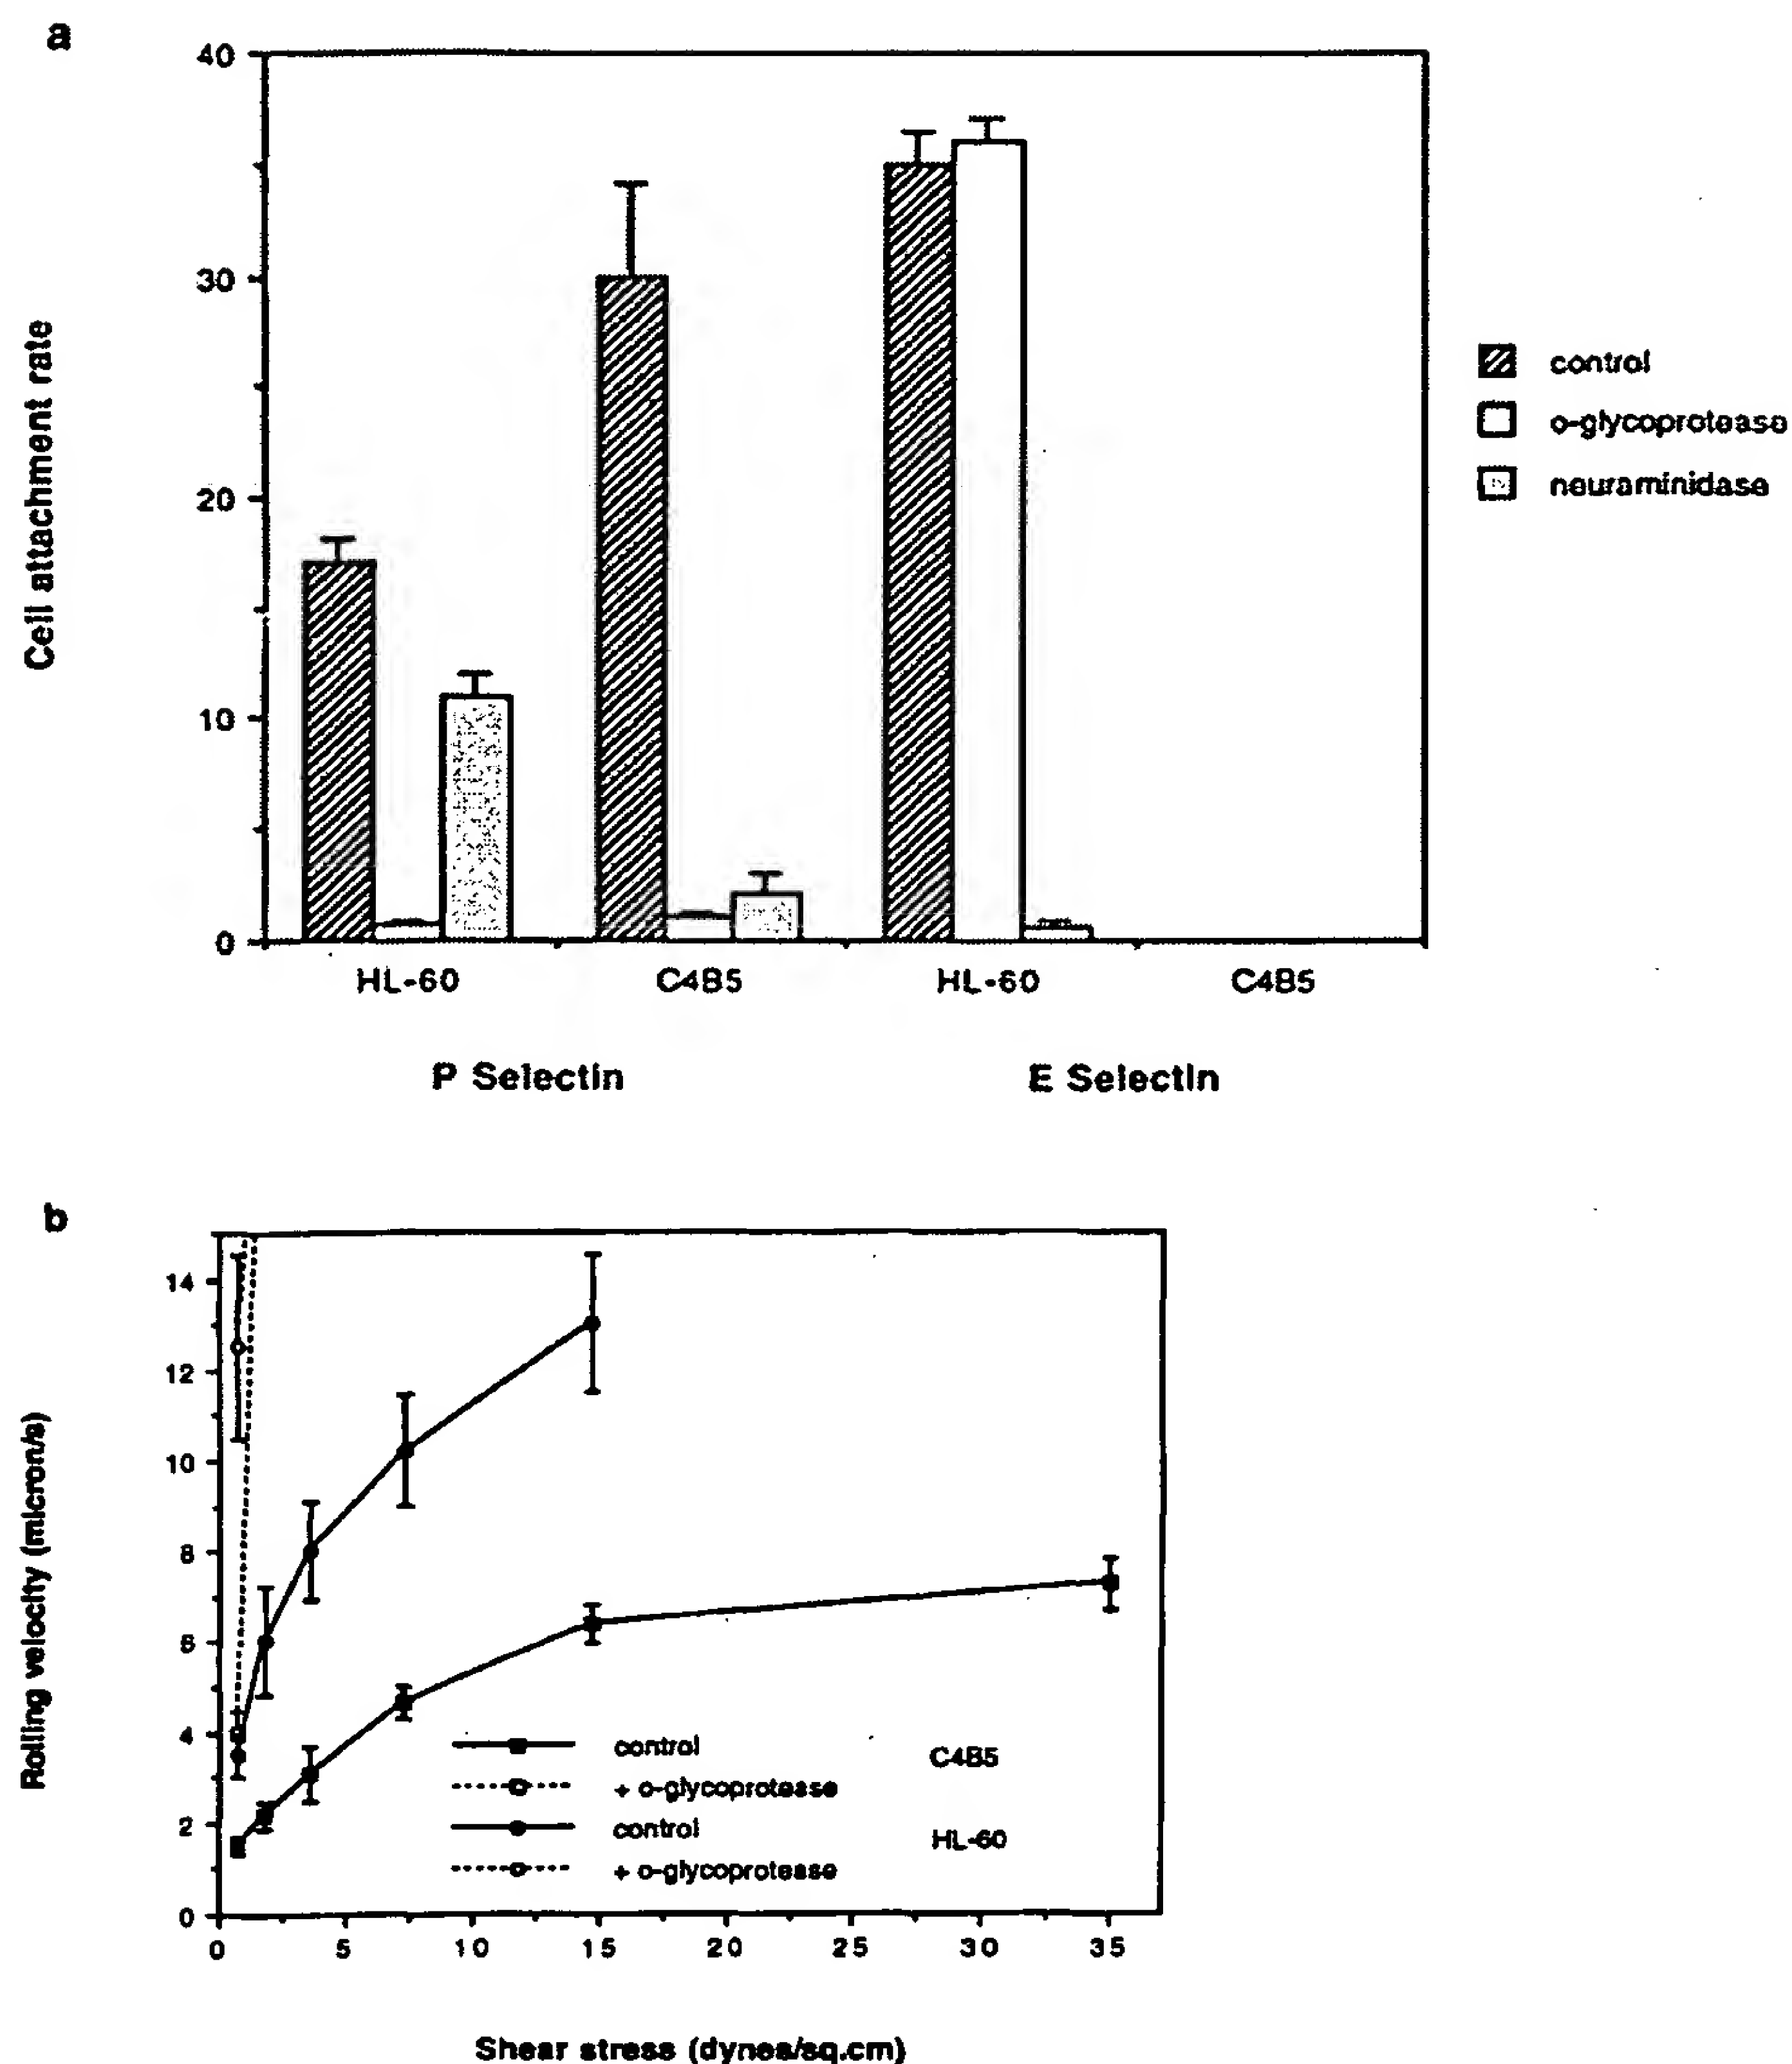 a
40
30
20
10
0
Cell attachment rate
control
o-glycoprotease
neuraminidase
HL-60 C4B5 HL-60 C4B5
P Selectin E Selectin
b
14
12
10
8
6
4
2
0
Rolling velocity (micron/s)
control
+ o-glycoprotease
C4B5
control
+ o-glycoprotease
HL-60
0 5 10 15 20 25 30 35
Shear stress (dynes/sq.cm)